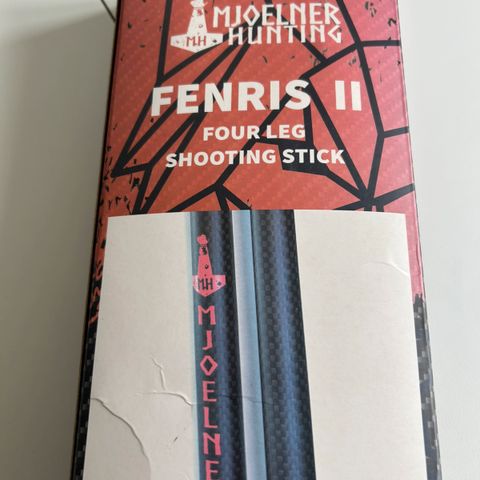 MJOELNER
HUNTING
MH
FENRIS II
FOUR LEG
SHOOTING STICK
MH
MJOELNE